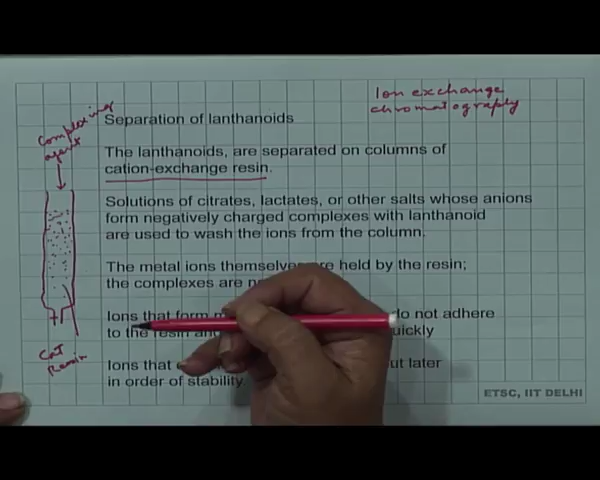 Ion exchange
chromatography
Complexing
agent
Separation of lanthanoids
The lanthanoids, are separated on columns of
cation-exchange resin.
Solutions of citrates, lactates, or other salts whose anions
form negatively charged complexes with lanthanoid
are used to wash the ions from the column.
The metal ions themselves are held by the resin;
the complexes are
Ions that form do not adhere
to the resin quickly
Ions that later
in order of stability.
Cat
Resin
ETSC, IIT DELHI